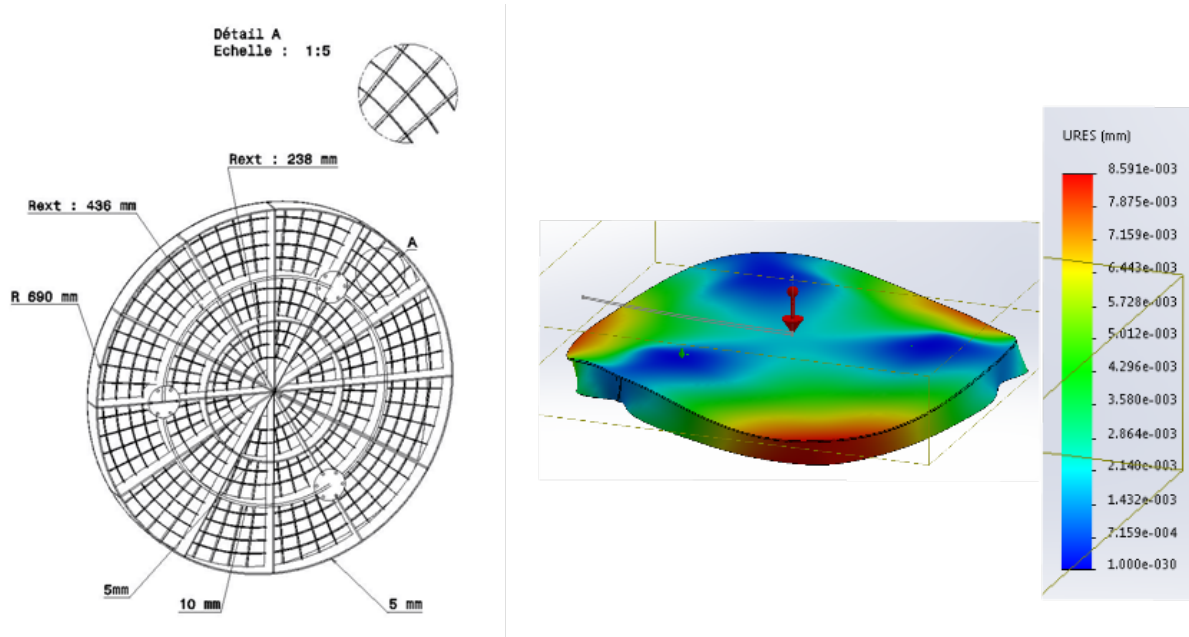 Détail A
Echelle : 1:5
Rext : 238 mm
Rext : 436 mm
A
R 690 mm
5mm
10 mm
5 mm
URES (mm)
8.591e-003
7.875e-003
7.159e-003
6.443e-003
5.728e-003
5.012e-003
4.296e-003
3.580e-003
2.864e-003
2.148e-003
1.432e-003
7.159e-004
1.000e-030